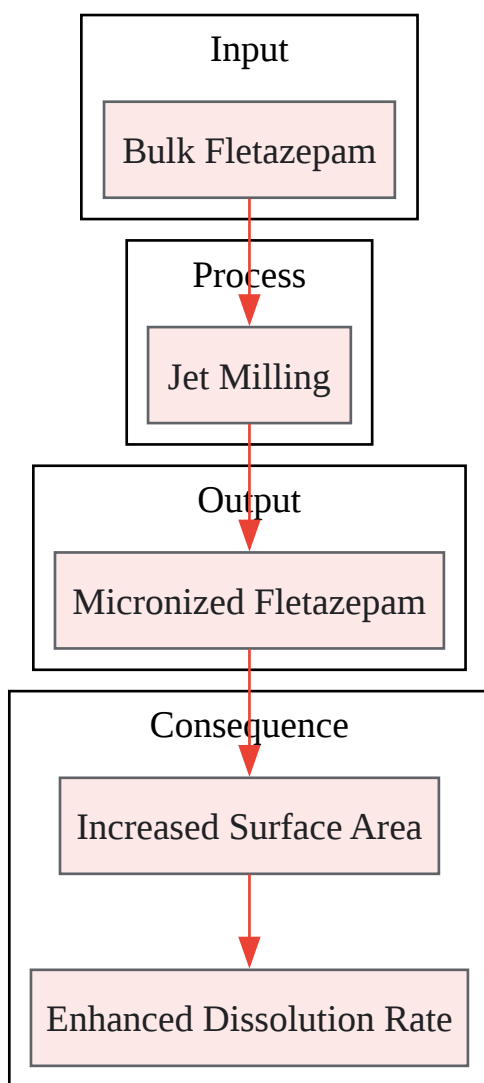 Input
Bulk Fletazepam
Process
Jet Milling
Output
Micronized Fletazepam
Consequence
Increased Surface Area
Enhanced Dissolution Rate